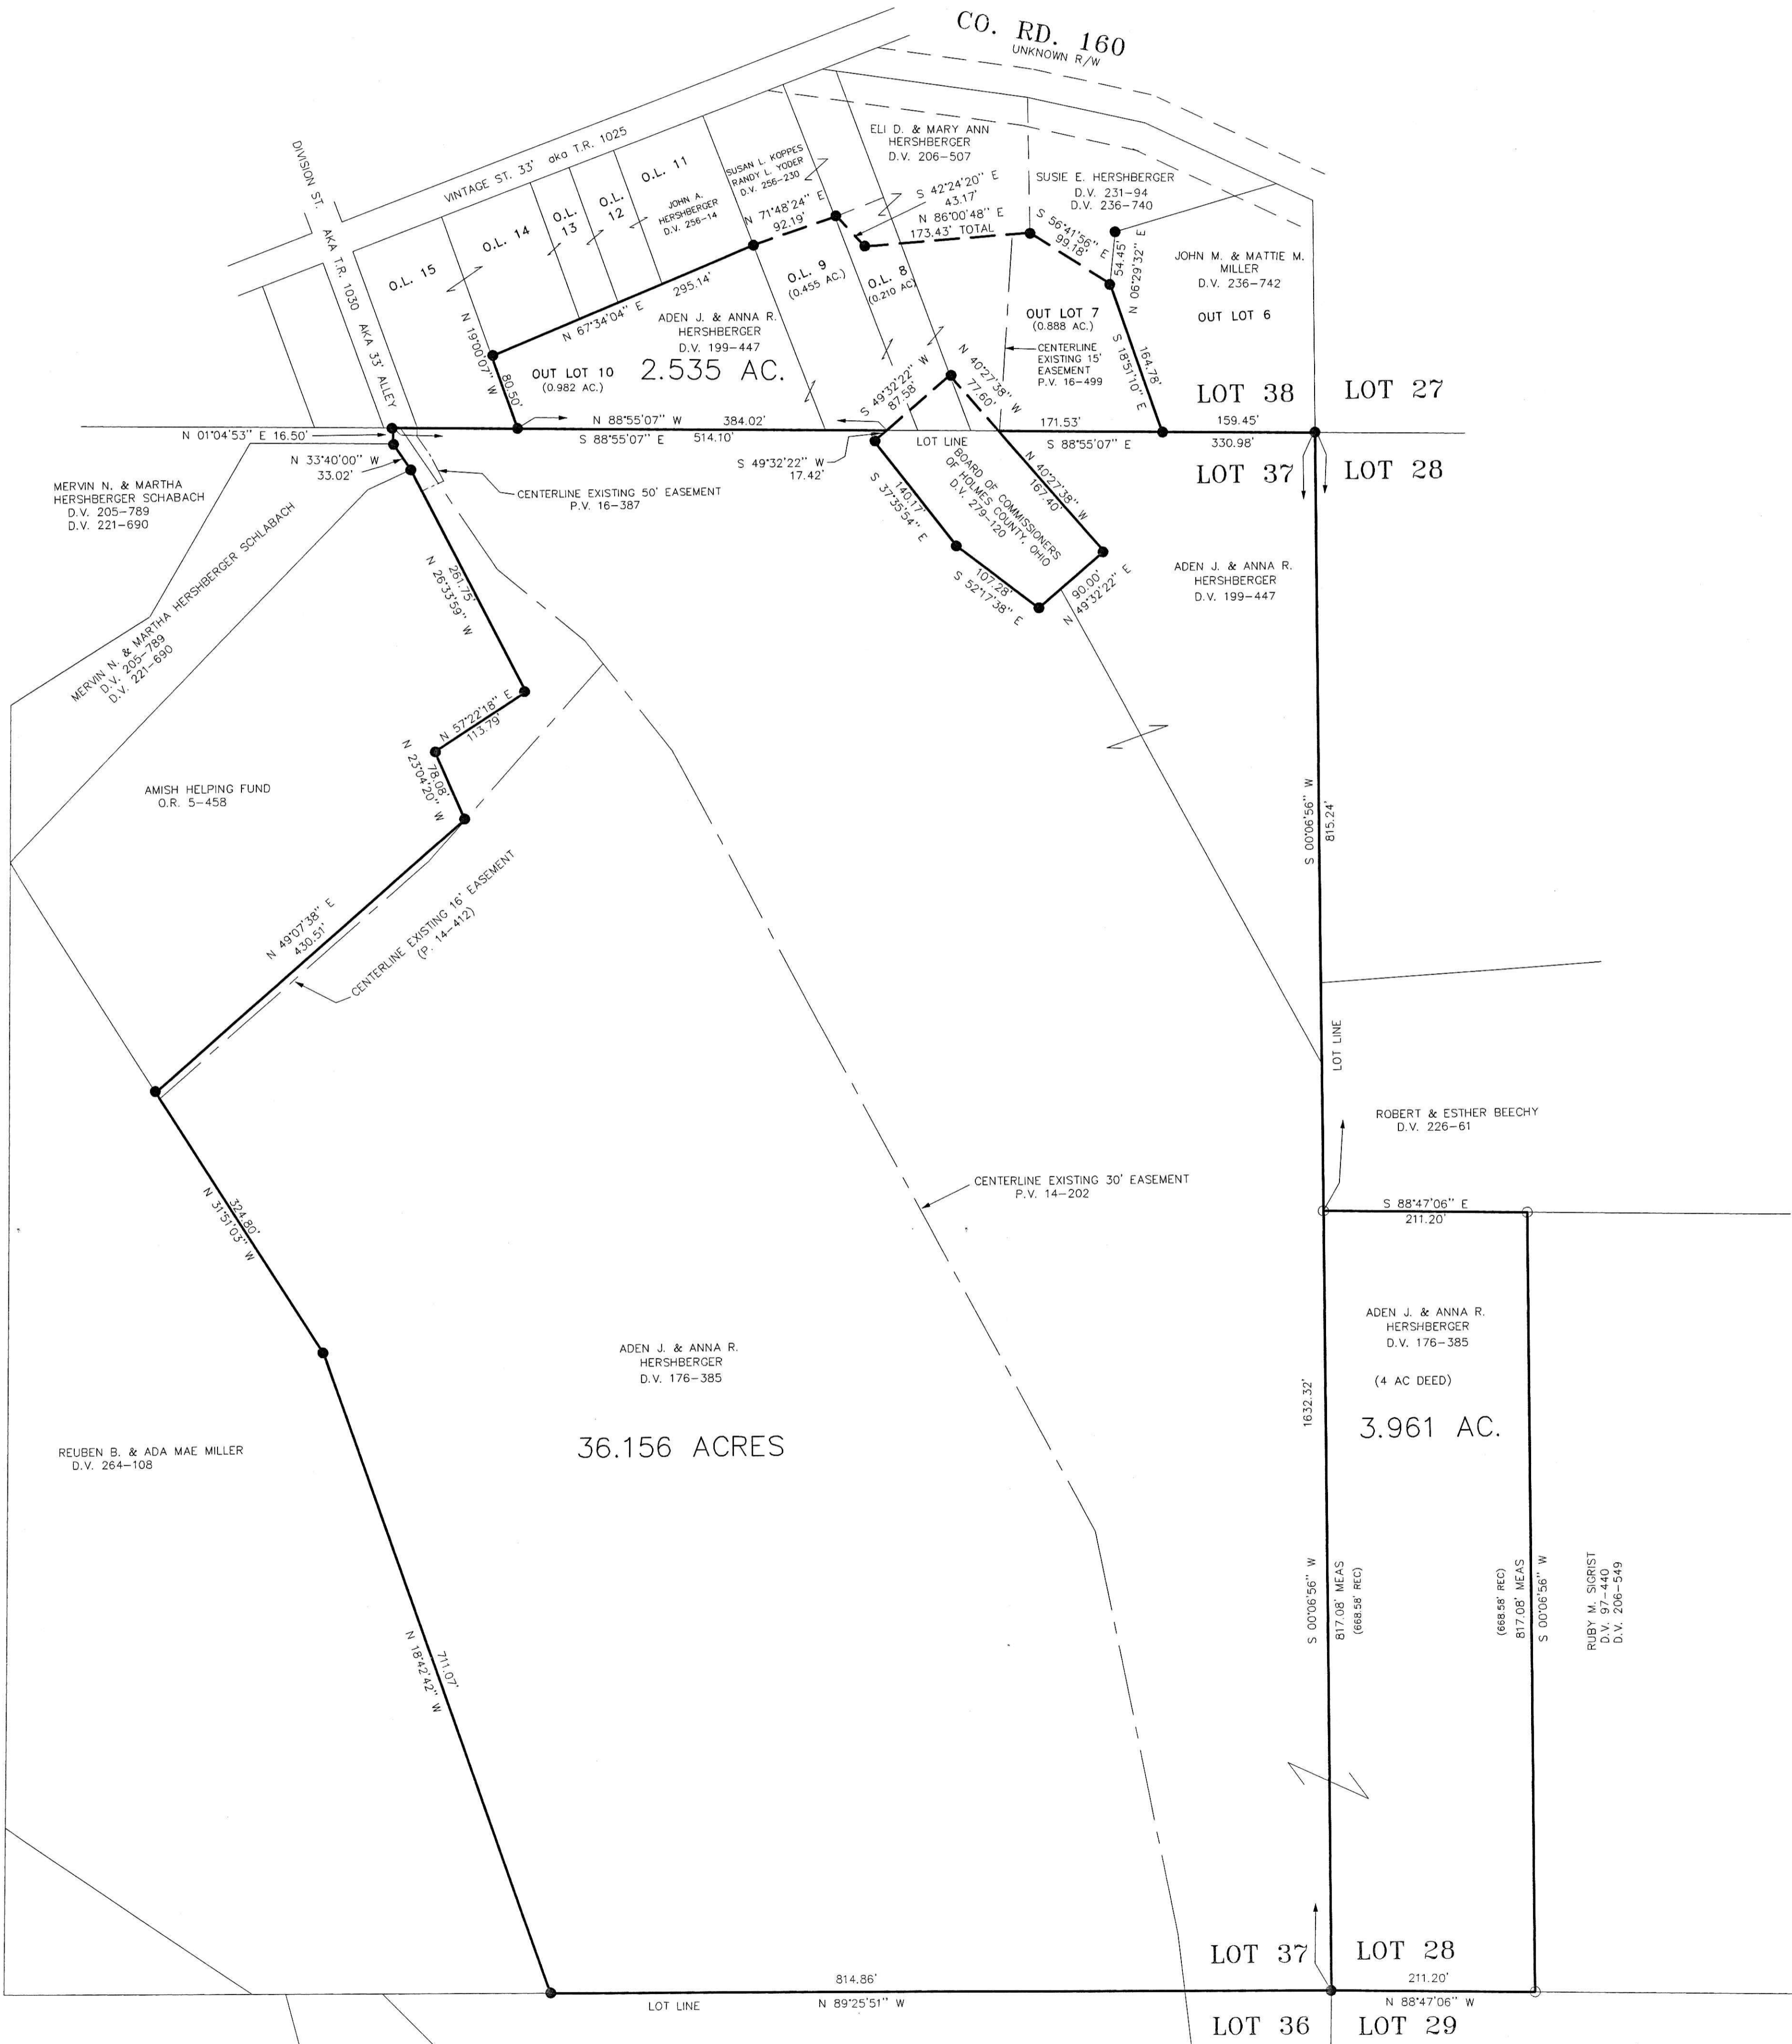 CO. RD. 160
UNKNOWN R/W
DIVISION ST.
AKA T.R. 1030
AKA 33' ALLEY
VINTAGE ST. 33' aka T.R. 1025
O.L. 15
O.L. 14
O.L.
13
O.L.
12
O.L. 11
JOHN A.
HERSHBERGER
D.V. 256-14
SUSAN L. KOPPES
RANDY L. YODER
D.V. 256-230
N 71°48'24" E
92.19'
ELI D. & MARY ANN
HERSHBERGER
D.V. 206-507
S 42°24'20" E
43.17'
N 86°00'48" E
173.43' TOTAL
SUSIE E. HERSHBERGER
D.V. 231-94
D.V. 236-740
S 56°41'56" E
99.18'
54.45'
N 06°29'32" E
JOHN M. & MATTIE M.
MILLER
D.V. 236-742
OUT LOT 6
O.L. 9
(0.455 AC.)
O.L. 8
(0.210 AC)
OUT LOT 7
(0.888 AC.)
CENTERLINE
EXISTING 15'
EASEMENT
P.V. 16-499
164.78'
S 18°51'10" E
N 19°00'07" W
80.50'
295.14'
N 67°34'04" E
ADEN J. & ANNA R.
HERSHBERGER
D.V. 199-447
2.535 AC.
OUT LOT 10
(0.982 AC.)
S 49°32'22" W
87.58'
N 40°27'38" W
77.60'
LOT 38
LOT 27
N 88°55'07" W 384.02'
S 88°55'07" E 514.10'
171.53'
159.45'
S 88°55'07" E
330.98'
LOT LINE
LOT 37
LOT 28
N 01°04'53" E 16.50'
N 33°40'00" W
33.02'
S 49°32'22" W
17.42'
MERVIN N. & MARTHA
HERSHBERGER SCHABACH
D.V. 205-789
D.V. 221-690
CENTERLINE EXISTING 50' EASEMENT
P.V. 16-387
BOARD OF COMMISSIONERS
OF HOLMES COUNTY, OHIO
D.V. 279-120
N 40°27'38" W
167.40'
140.17'
S 37°35'54" E
107.28'
S 52°17'38" E
90.00'
N 49°32'22" E
ADEN J. & ANNA R.
HERSHBERGER
D.V. 199-447
MERVIN N. & MARTHA HERSHBERGER SCHLABACH
D.V. 205-789
D.V. 221-690
261.75'
N 26°33'59" W
N 57°22'18" E
113.79'
78.08'
N 23°04'20" W
AMISH HELPING FUND
O.R. 5-458
S 00°06'56" W
815.24'
N 49°07'38" E
430.51'
CENTERLINE EXISTING 16' EASEMENT
(P. 14-412)
LOT LINE
ROBERT & ESTHER BEECHY
D.V. 226-61
CENTERLINE EXISTING 30' EASEMENT
P.V. 14-202
324.80'
N 31°51'03" W
S 88°47'06" E
211.20'
ADEN J. & ANNA R.
HERSHBERGER
D.V. 176-385
(4 AC DEED)
3.961 AC.
ADEN J. & ANNA R.
HERSHBERGER
D.V. 176-385
36.156 ACRES
1632.32'
REUBEN B. & ADA MAE MILLER
D.V. 264-108
S 00°06'56" W
817.08' MEAS
(668.58' REC)
(668.58' REC)
817.08' MEAS
S 00°06'56" W
RUBY M. SIGRIST
D.V. 97-440
D.V. 206-549
711.07'
N 18°42'42" W
LOT 37
LOT 28
814.86'
LOT LINE
N 89°25'51" W
211.20'
N 88°47'06" W
LOT 36
LOT 29